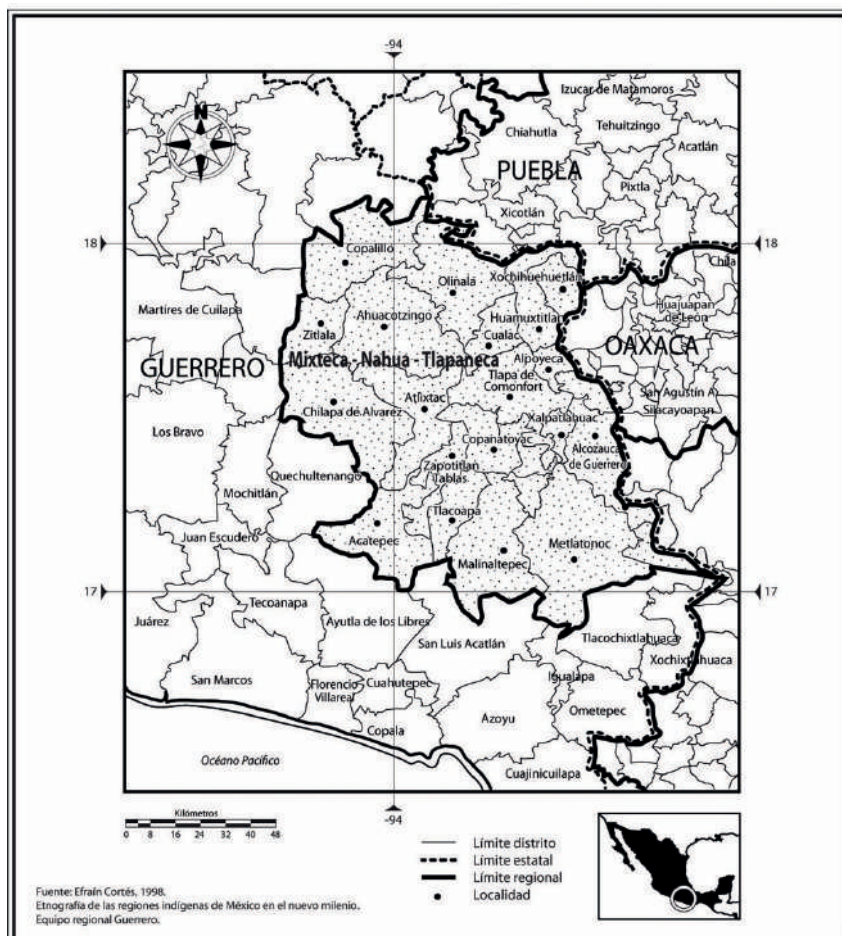 -94
N
Izucar de Matamoros
Chiahutla
Tehuitzingo
Acatlán
PUEBLA
Pixtla
Xicotlán
18
18
Copalillo
Chila
Olinalá
Xochihuehuetlán
Martires de Cuilapa
Ahuacotzingo
Huamuxtitlán
Huajuapan
de León
Zitlala
Cualac
OAXACA
GUERRERO
Mixteca - Nahua - Tlapaneca
Alpoyeca
Tlapa de
Comonfort
San Agustín A.
Silacayoapan
Chilapa de Alvarez
Atlixtac
Xalpatlahuac
Los Bravo
Copanatoyac
Alcozauca
de Guerrero
Quechultenango
Zapotitlan
Tablas
Mochitlán
Tlacoapa
Juan Escudero
Acatepec
Malinaltepec
Metlatonoc
17
17
Tecoanapa
Juárez
Ayutla de los Libres
San Luis Acatlán
Tlacochixtlahuaca
Xochixtlahuaca
San Marcos
Florencio
Villareal
Cuahutepec
Igualapa
Copala
Azoyu
Ometepec
Océano Pacífico
Cuajinicuilapa
-94
Kilómetros
0 8 16 24 32 40 48
Límite distrito
Límite estatal
Límite regional
Localidad
Fuente: Efraín Cortés, 1998.
Etnografía de las regiones indígenas de México en el nuevo milenio.
Equipo regional Guerrero.